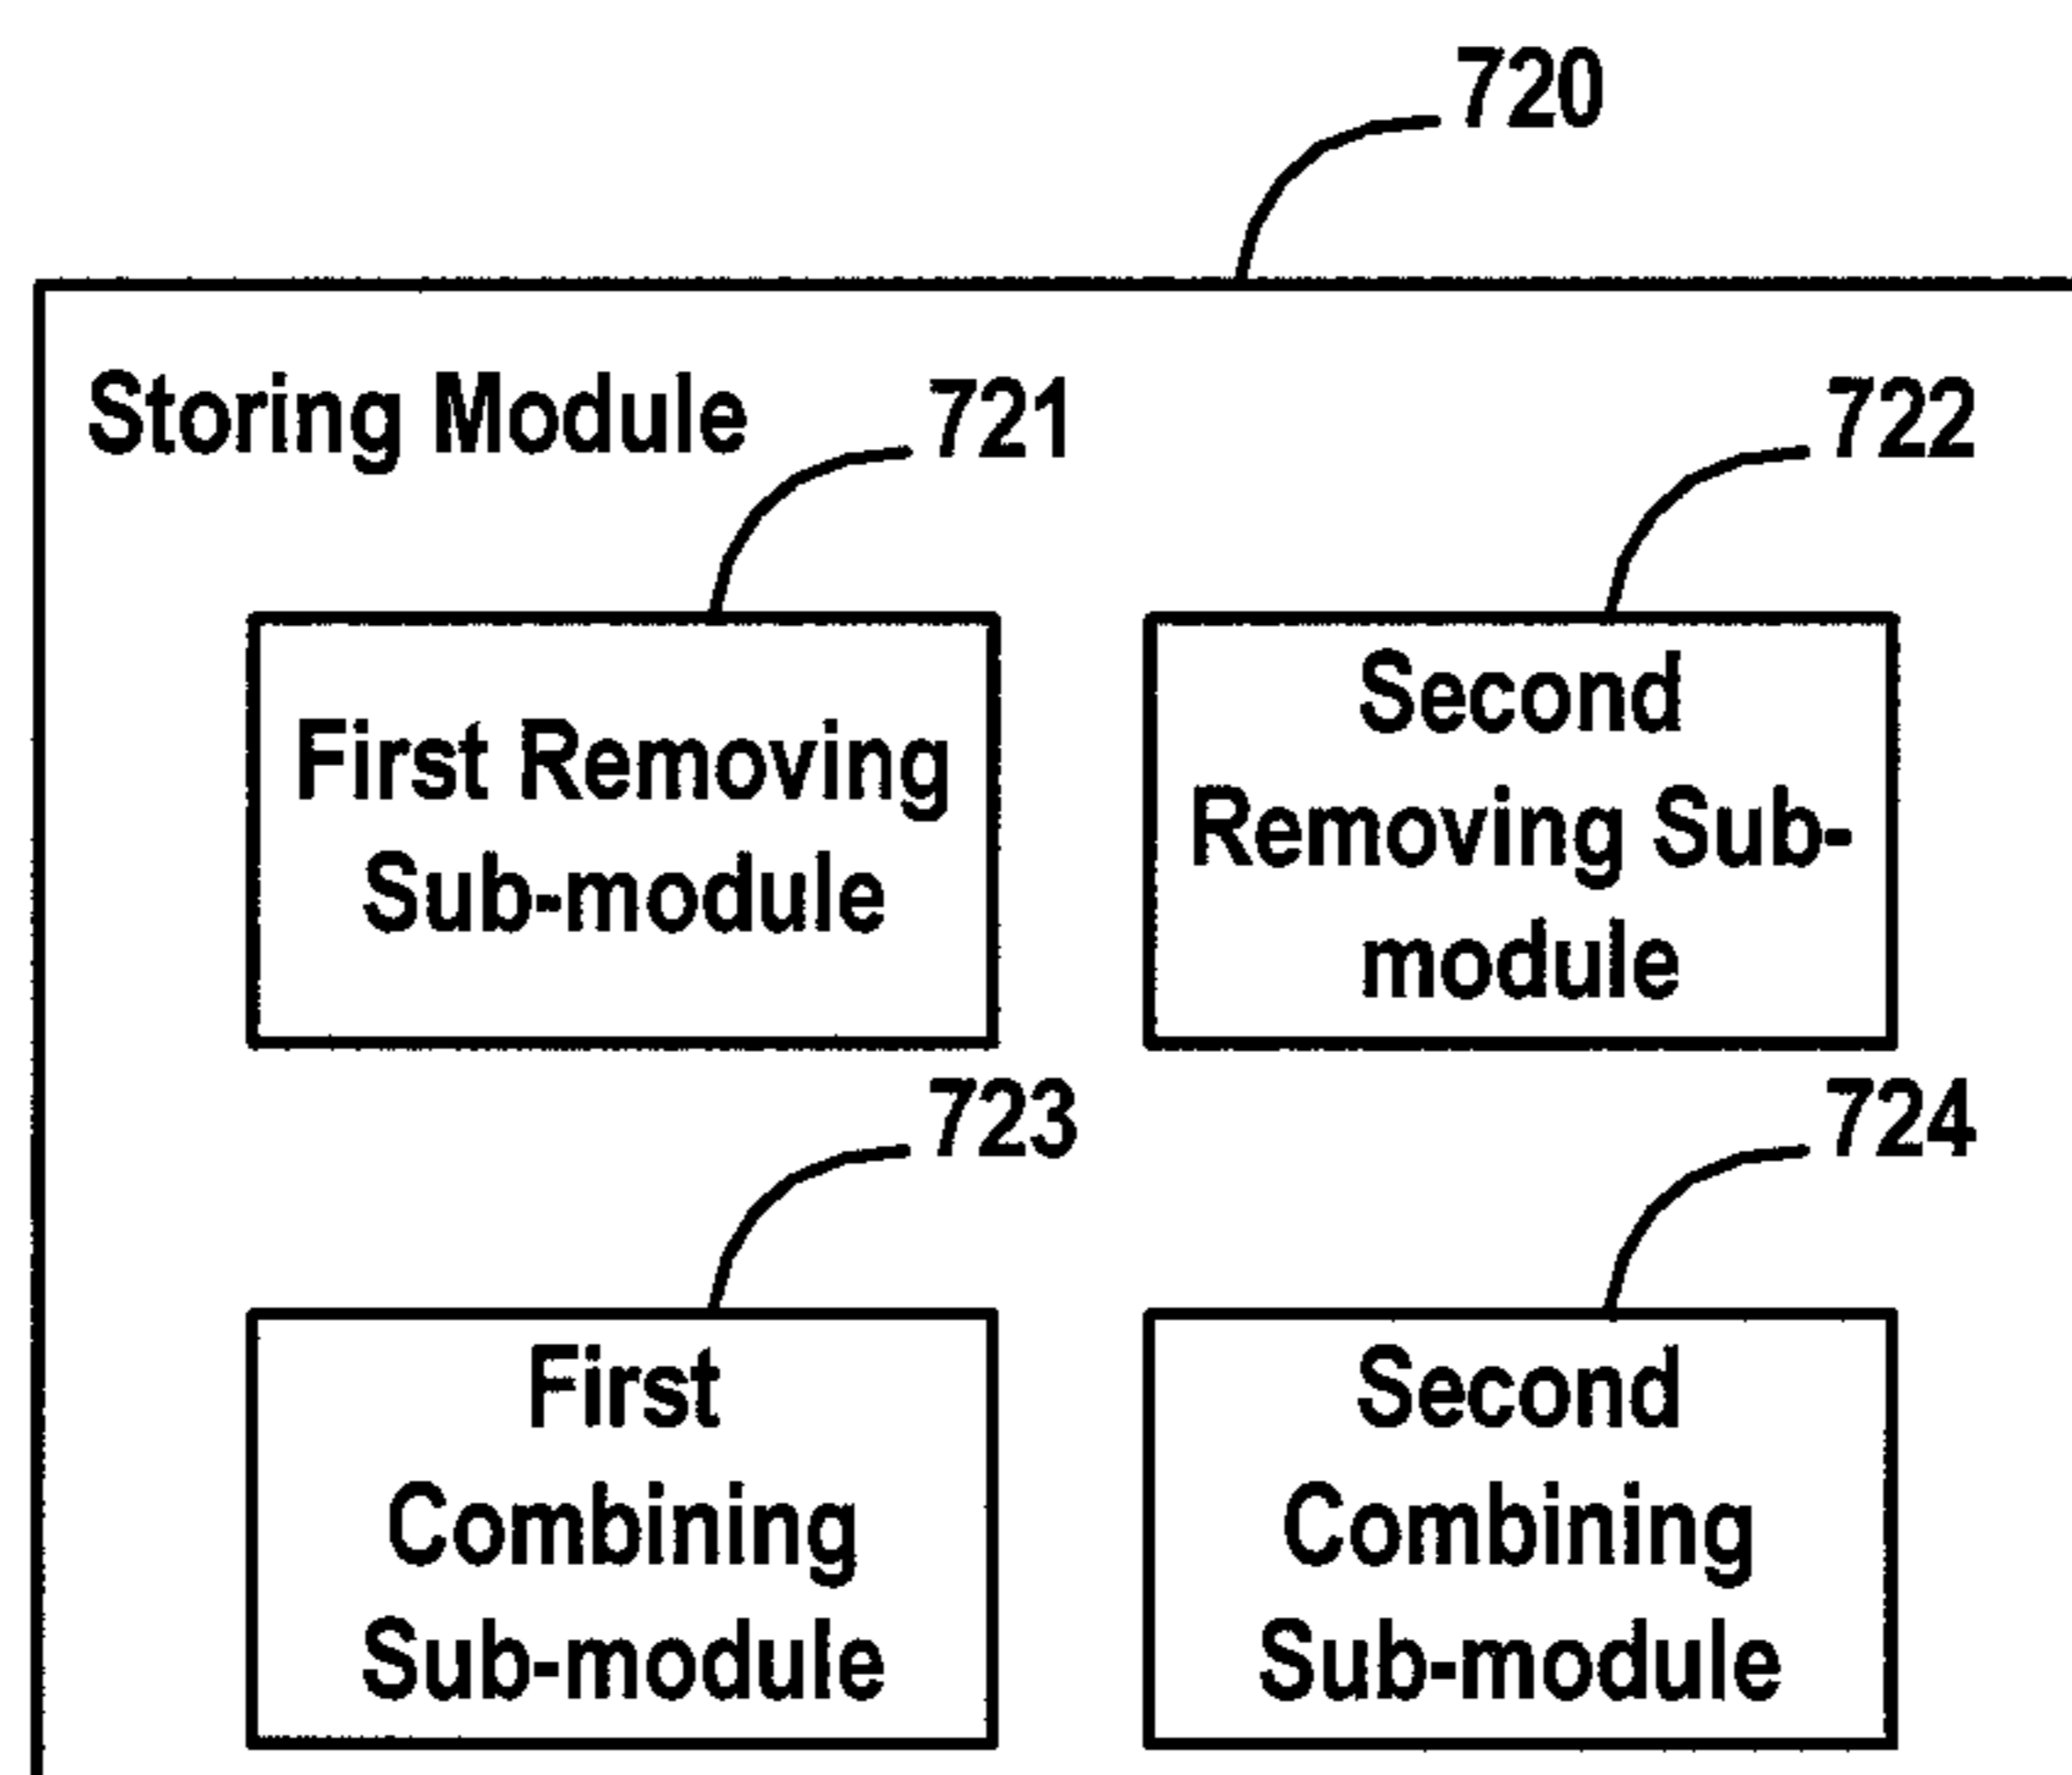 720
Storing Module
721
722
First Removing
Sub-module
Second
Removing Sub-
module
723
724
First
Combining
Sub-module
Second
Combining
Sub-module